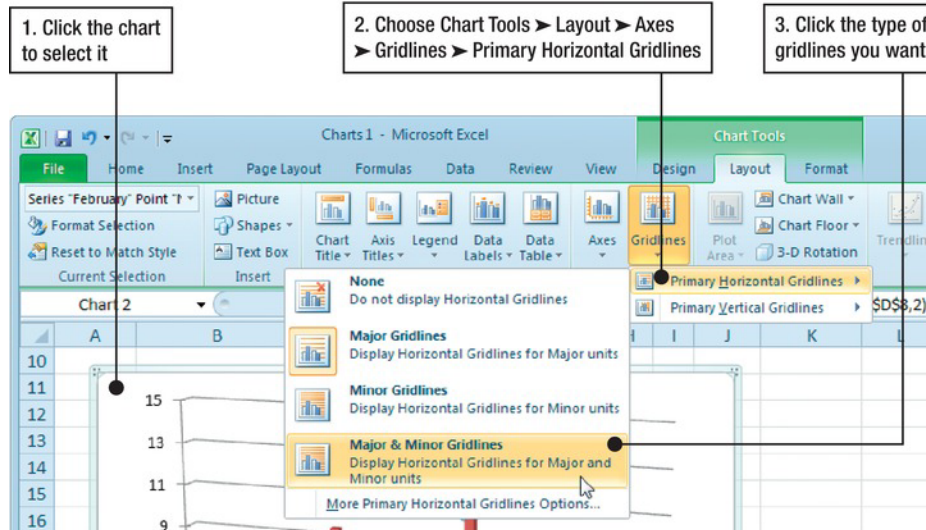 1. Click the chart
to select it
2. Choose Chart Tools ➤ Layout ➤ Axes
➤ Gridlines ➤ Primary Horizontal Gridlines
3. Click the type of
gridlines you want
Charts1 - Microsoft Excel
Chart Tools
File Home Insert Page Layout Formulas Data Review View Design Layout Format
Series "February" Point
Format Selection
Reset to Match Style
Current Selection
Picture
Shapes
Text Box
Insert
Chart
Title
Axis
Titles
Legend
Data
Labels
Data
Table
Axes
Gridlines
Plot
Area
Chart Wall
Chart Floor
3-D Rotation
Chart 2
Primary Horizontal Gridlines
Primary Vertical Gridlines
$D$8,2)
None
Do not display Horizontal Gridlines
Major Gridlines
Display Horizontal Gridlines for Major units
Minor Gridlines
Display Horizontal Gridlines for Minor units
Major & Minor Gridlines
Display Horizontal Gridlines for Major and
Minor units
More Primary Horizontal Gridlines Options...
A B H I J K L
10
11
12
13
14
15
16
15
13
11
9